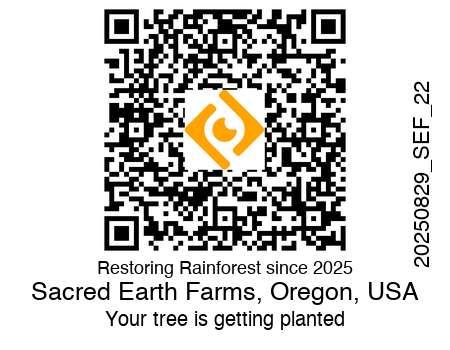 Restoring Rainforest since 2025
Sacred Earth Farms, Oregon, USA
Your tree is getting planted
20250829_SEF_22